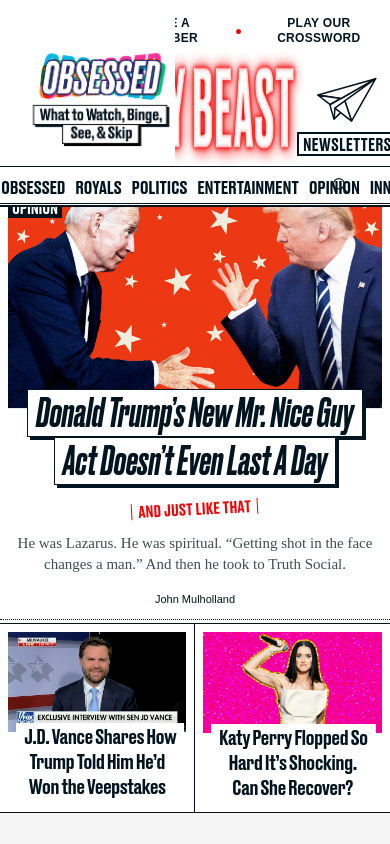 E A
BER
PLAY OUR
CROSSWORD
OBSESSED
What to Watch, Binge,
See, & Skip
Y BEAST
NEWSLETTERS
OBSESSED ROYALS POLITICS ENTERTAINMENT OPINION INN
OPINION
Donald Trump's New Mr. Nice Guy
Act Doesn't Even Last A Day
AND JUST LIKE THAT
He was Lazarus. He was spiritual. “Getting shot in the face
changes a man.” And then he took to Truth Social.
John Mulholland
MILWAUKEE
EXCLUSIVE INTERVIEW WITH SEN JD VANCE
J.D. Vance Shares How
Trump Told Him He'd
Won the Veepstakes
Katy Perry Flopped So
Hard It's Shocking.
Can She Recover?